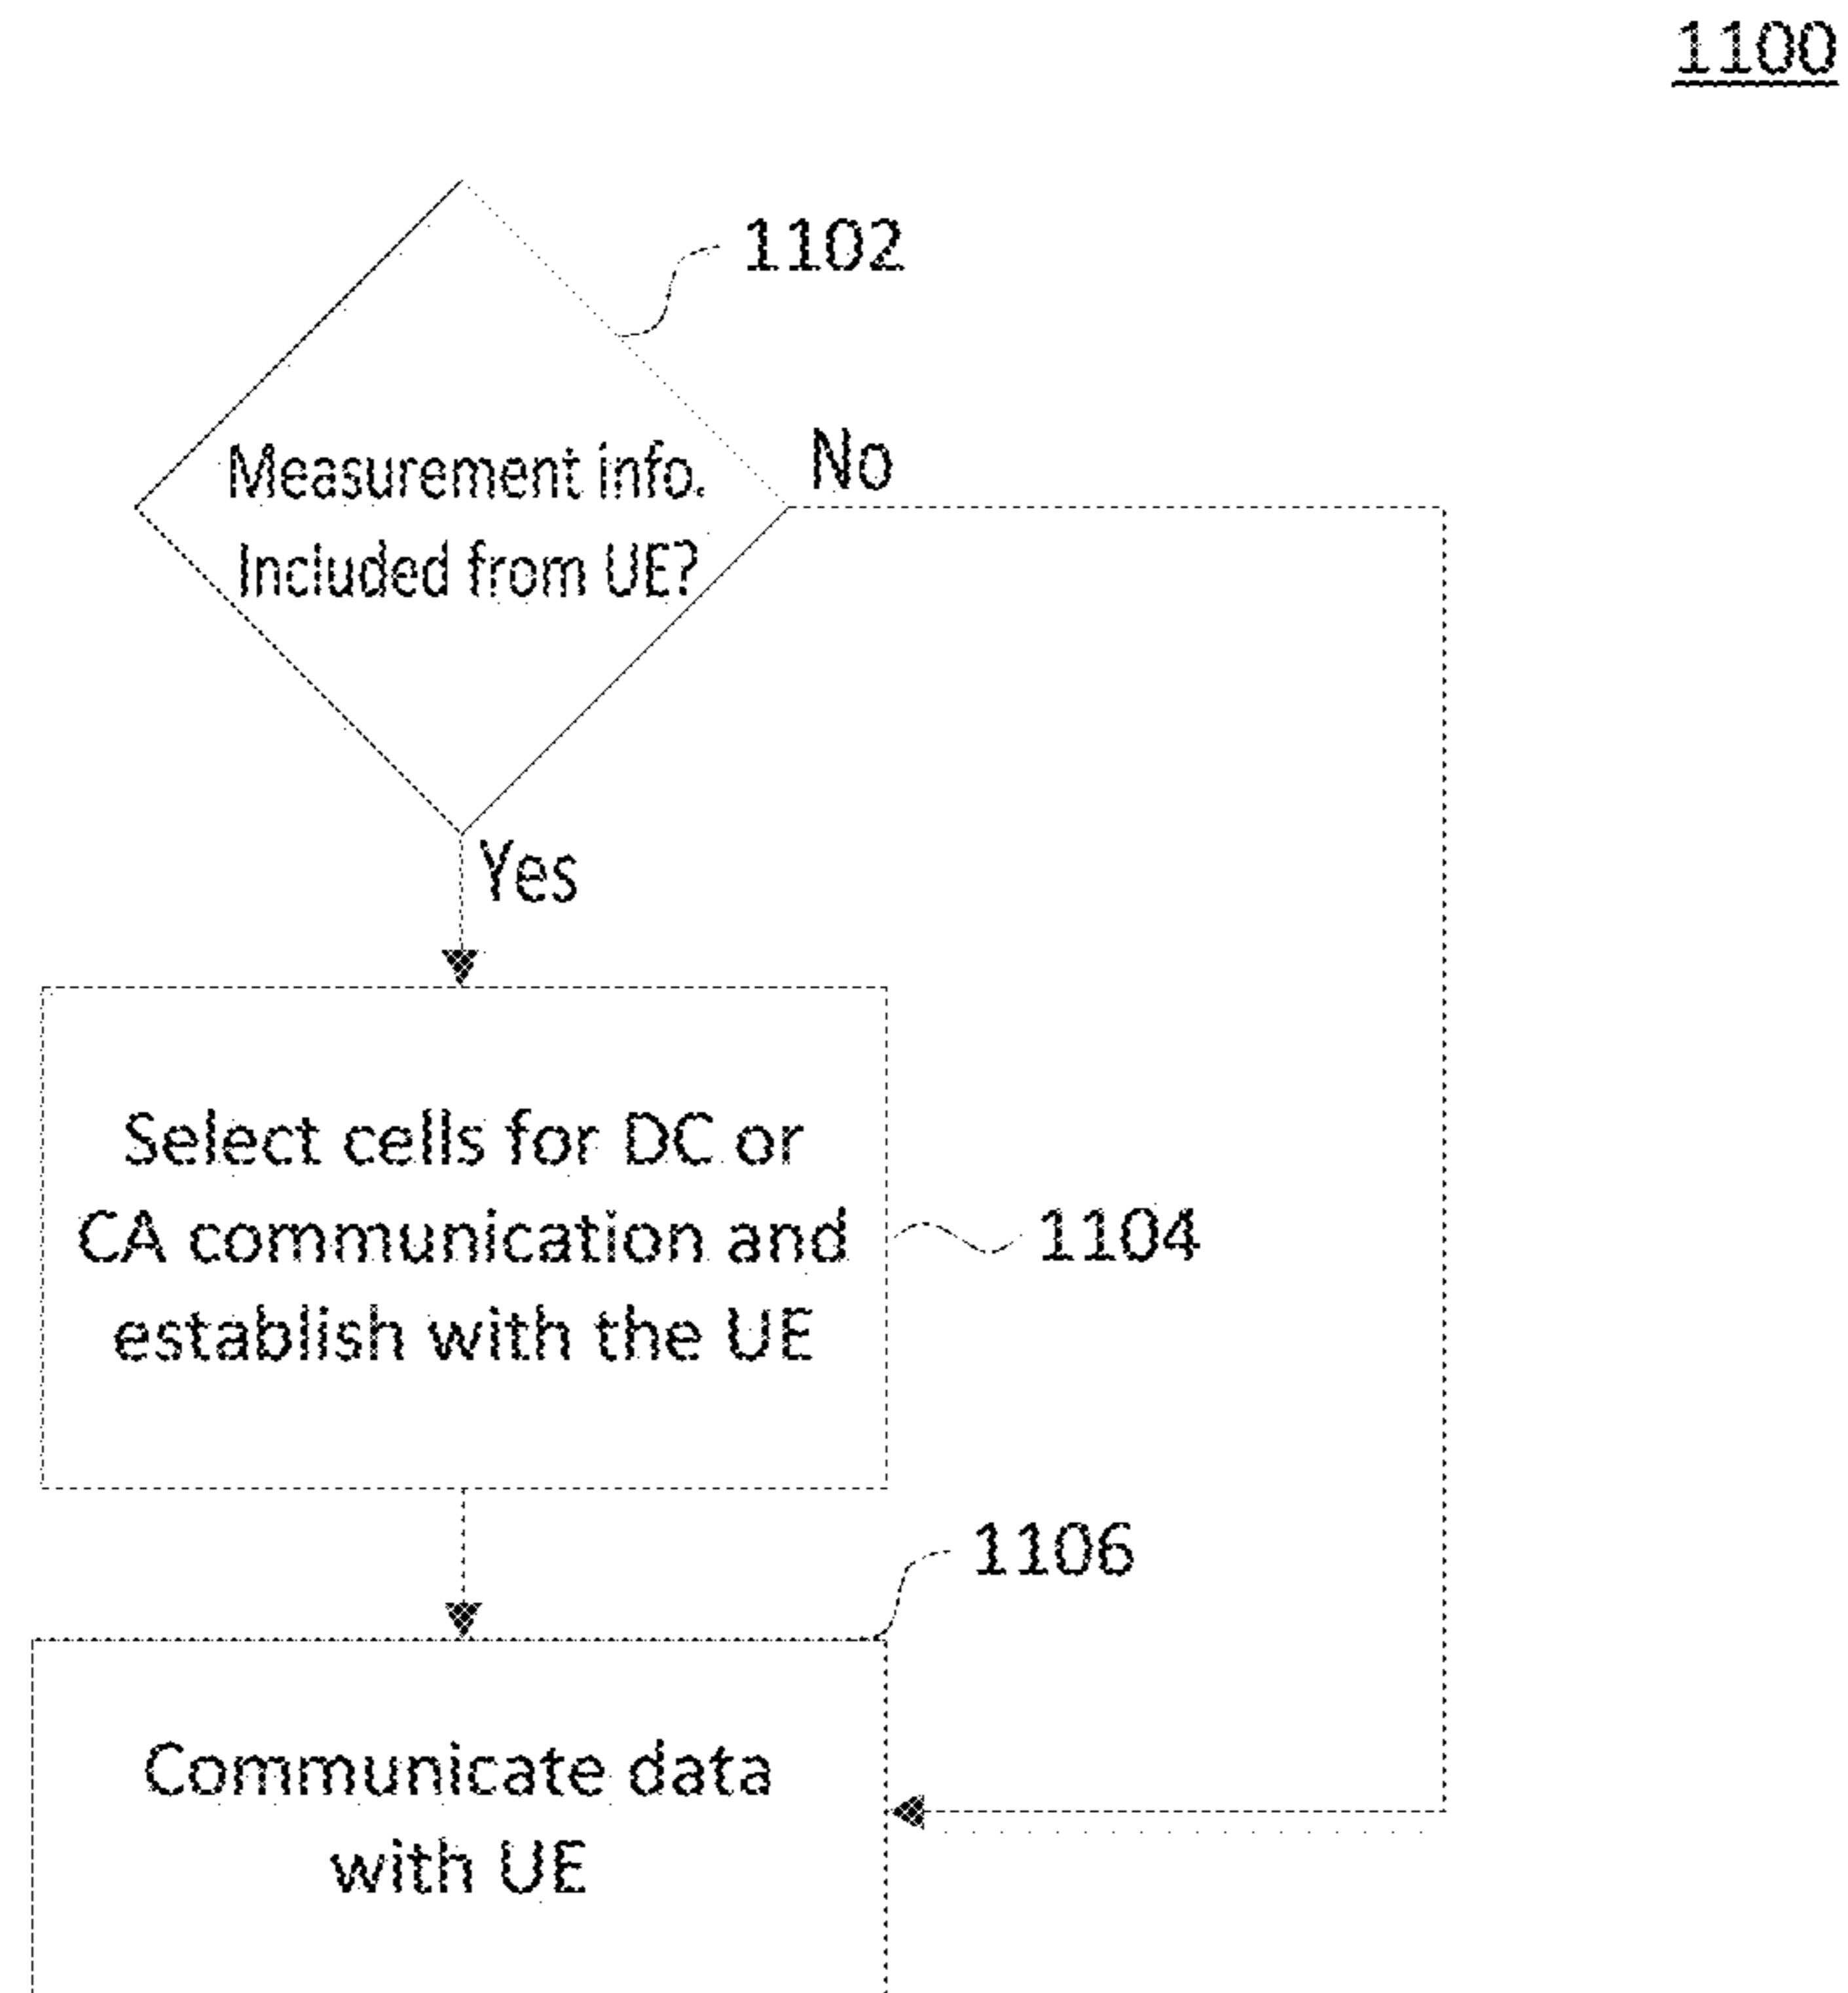 1100
1102
Measurement info.
Included from UE?
No
Yes
Select cells for DC or
CA communication and
establish with the UE
1104
1106
Communicate data
with UE